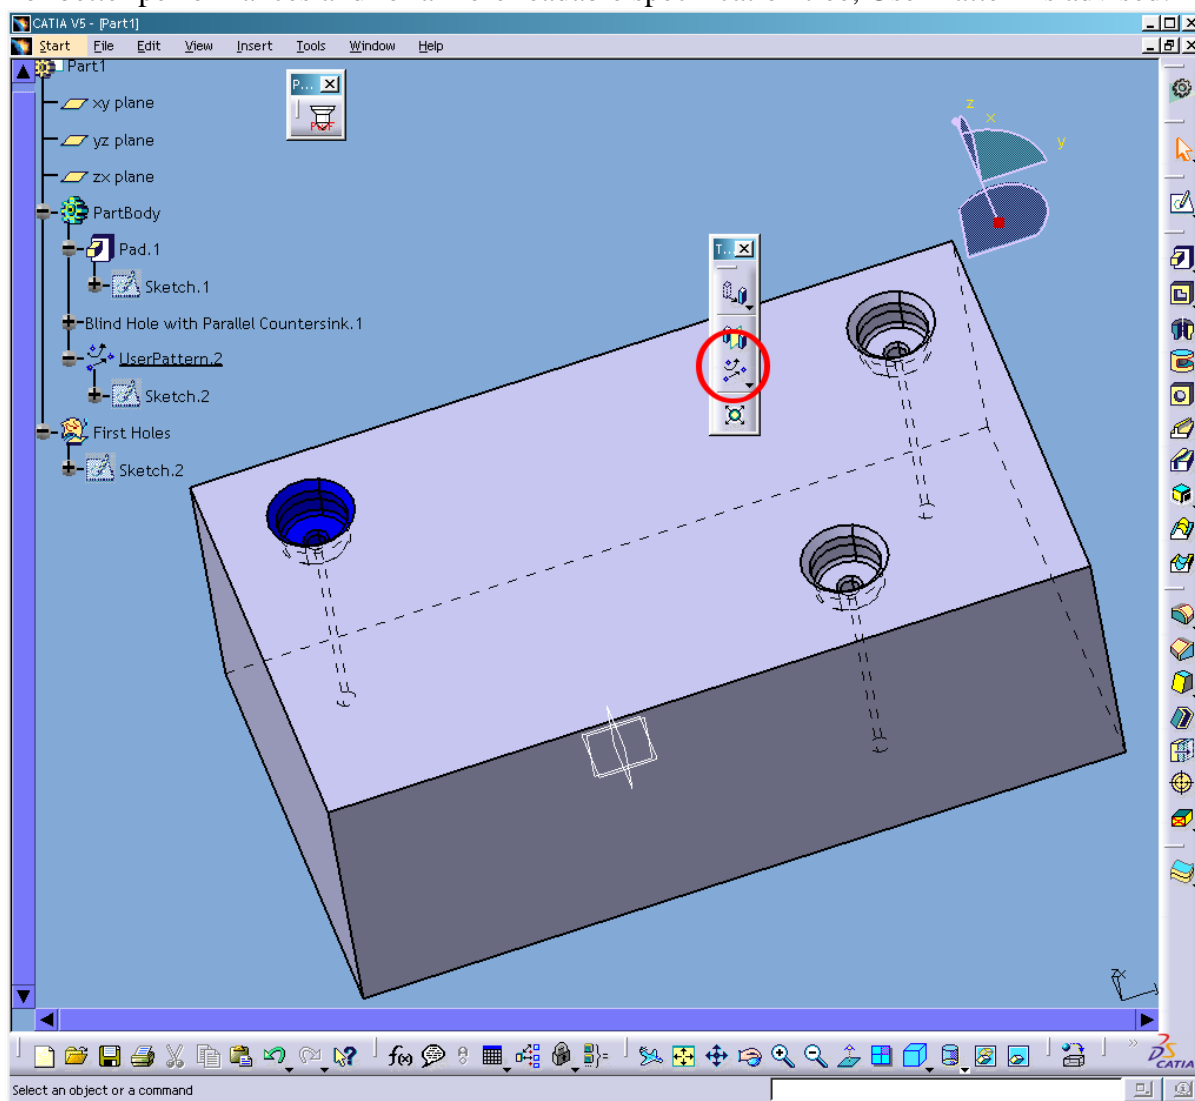 CATIA V5 - [Part1]
Start File Edit View Insert Tools Window Help
Part1
P...
xy plane
yz plane
zx plane
PartBody
Pad.1
Sketch.1
Blind Hole with Parallel Countersink.1
UserPattern.2
Sketch.2
First Holes
Sketch.2
T...
z
x
y
f(x)
CATIA
Select an object or a command